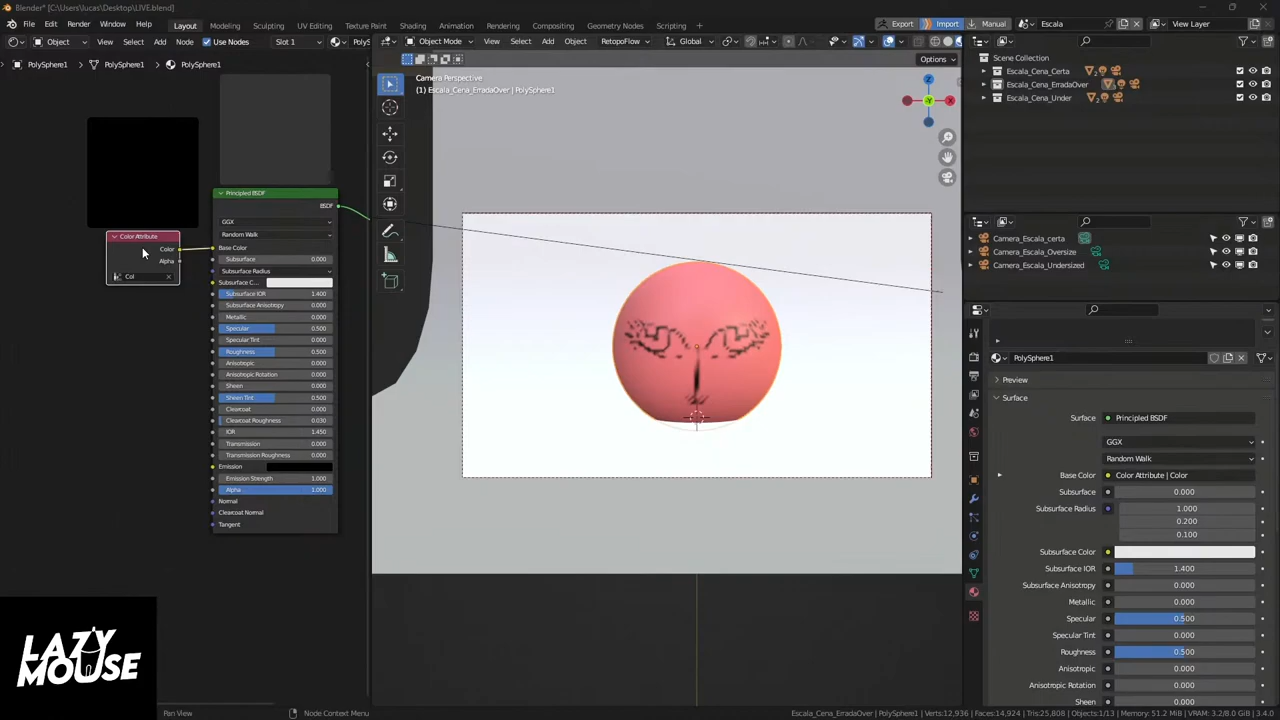 Blender* [C:\Users\lucas\Desktop\LIVE.blend]
File Edit Render Window Help Layout Modeling Sculpting UV Editing Texture Paint Shading Animation Rendering Compositing Geometry Nodes Scripting Export Import Manual Escala
Object View Select Add Node Use Nodes Slot 1 PolyS
Object Mode View Select Add Object RetopoFlow Global
Options
PolySphere1 PolySphere1 PolySphere1
Camera Perspective
(1) Escala_Cena_ErradaOver | PolySphere1
Z
Y
X
Color Attribute
Color
Alpha
Col
Principled BSDF
BSDF
GGX
Random Walk
Base Color
Subsurface 0.000
Subsurface Radius
Subsurface C...
Subsurface IOR 1.400
Subsurface Anisotropy 0.000
Metallic 0.000
Specular 0.500
Specular Tint 0.000
Roughness 0.500
Anisotropic 0.000
Anisotropic Rotation 0.000
Sheen 0.000
Sheen Tint 0.500
Clearcoat 0.000
Clearcoat Roughness 0.030
IOR 1.450
Transmission 0.000
Transmission Roughness 0.000
Emission
Emission Strength 1.000
Alpha 1.000
Normal
Clearcoat Normal
Tangent
Scene Collection
Escala_Cena_Certa
Escala_Cena_ErradaOver
Escala_Cena_Under
Camera_Escala_certa
Camera_Escala_Oversize
Camera_Escala_Undersized
PolySphere1
Preview
Surface
Surface Principled BSDF
GGX
Random Walk
Base Color Color Attribute | Color
Subsurface 0.000
Subsurface Radius 1.000
0.200
0.100
Subsurface Color
Subsurface IOR 1.400
Subsurface Anisotropy 0.000
Metallic 0.000
Specular 0.500
Specular Tint 0.000
Roughness 0.500
Anisotropic 0.000
Anisotropic Rotation 0.000
Sheen 0.000
LAZY
MOUSE
Pan View Node Context Menu Escala_Cena_ErradaOver | PolySphere1 | Verts:12,936 | Faces:14,924 | Tris:25,808 | Objects:1/13 | Memory: 51.2 MiB | VRAM: 3.2/8.0 GiB | 3.4.0